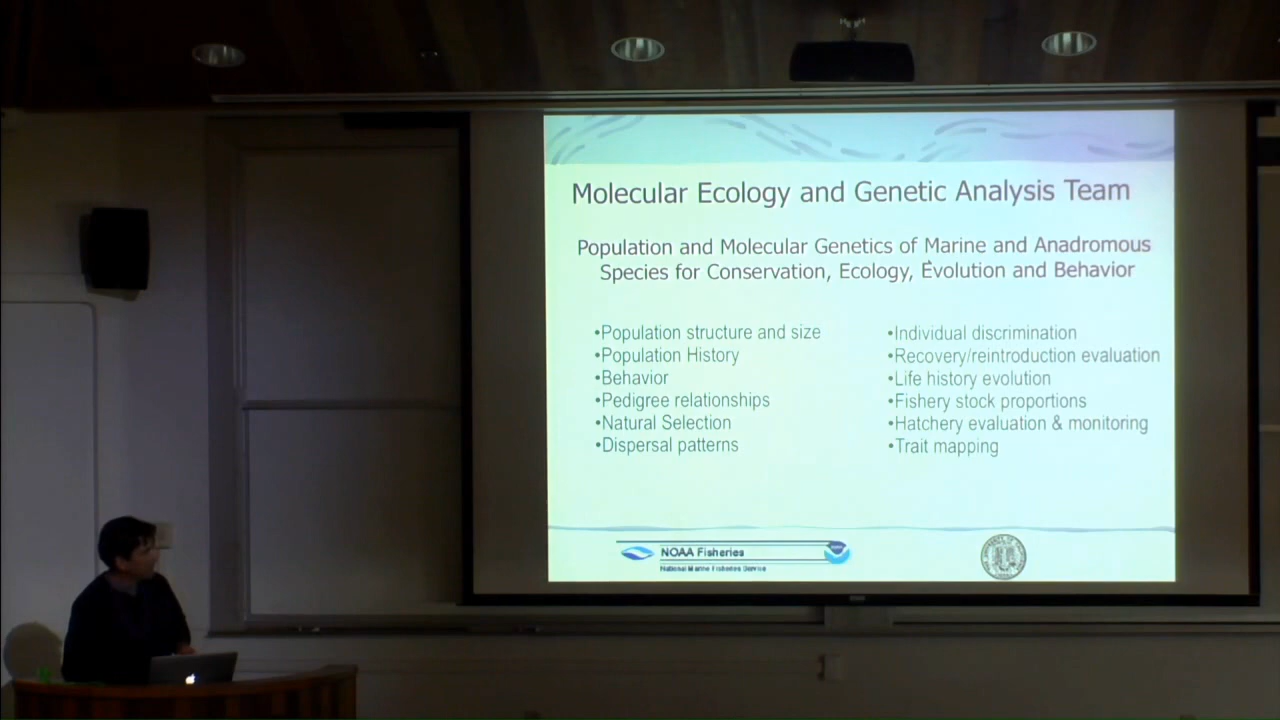 Molecular Ecology and Genetic Analysis Team
Population and Molecular Genetics of Marine and Anadromous
Species for Conservation, Ecology, Evolution and Behavior
•Population structure and size
•Population History
•Behavior
•Pedigree relationships
•Natural Selection
•Dispersal patterns
•Individual discrimination
•Recovery/reintroduction evaluation
•Life history evolution
•Fishery stock proportions
•Hatchery evaluation & monitoring
•Trait mapping
NOAA Fisheries
National Marine Fisheries Service